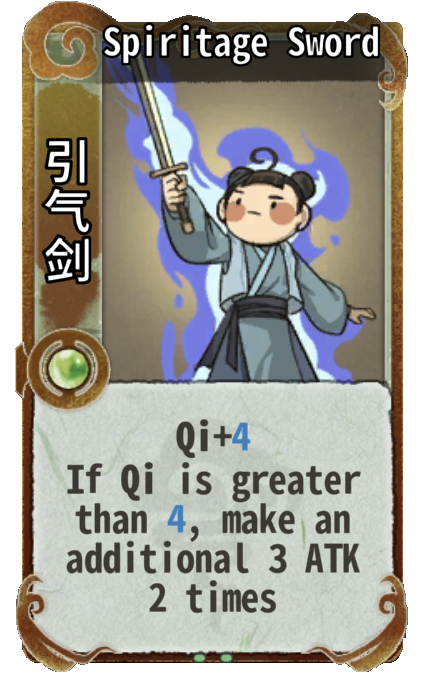 Spiritage Sword
引气剑
Qi+4
If Qi is greater
than 4, make an
additional 3 ATK
2 times